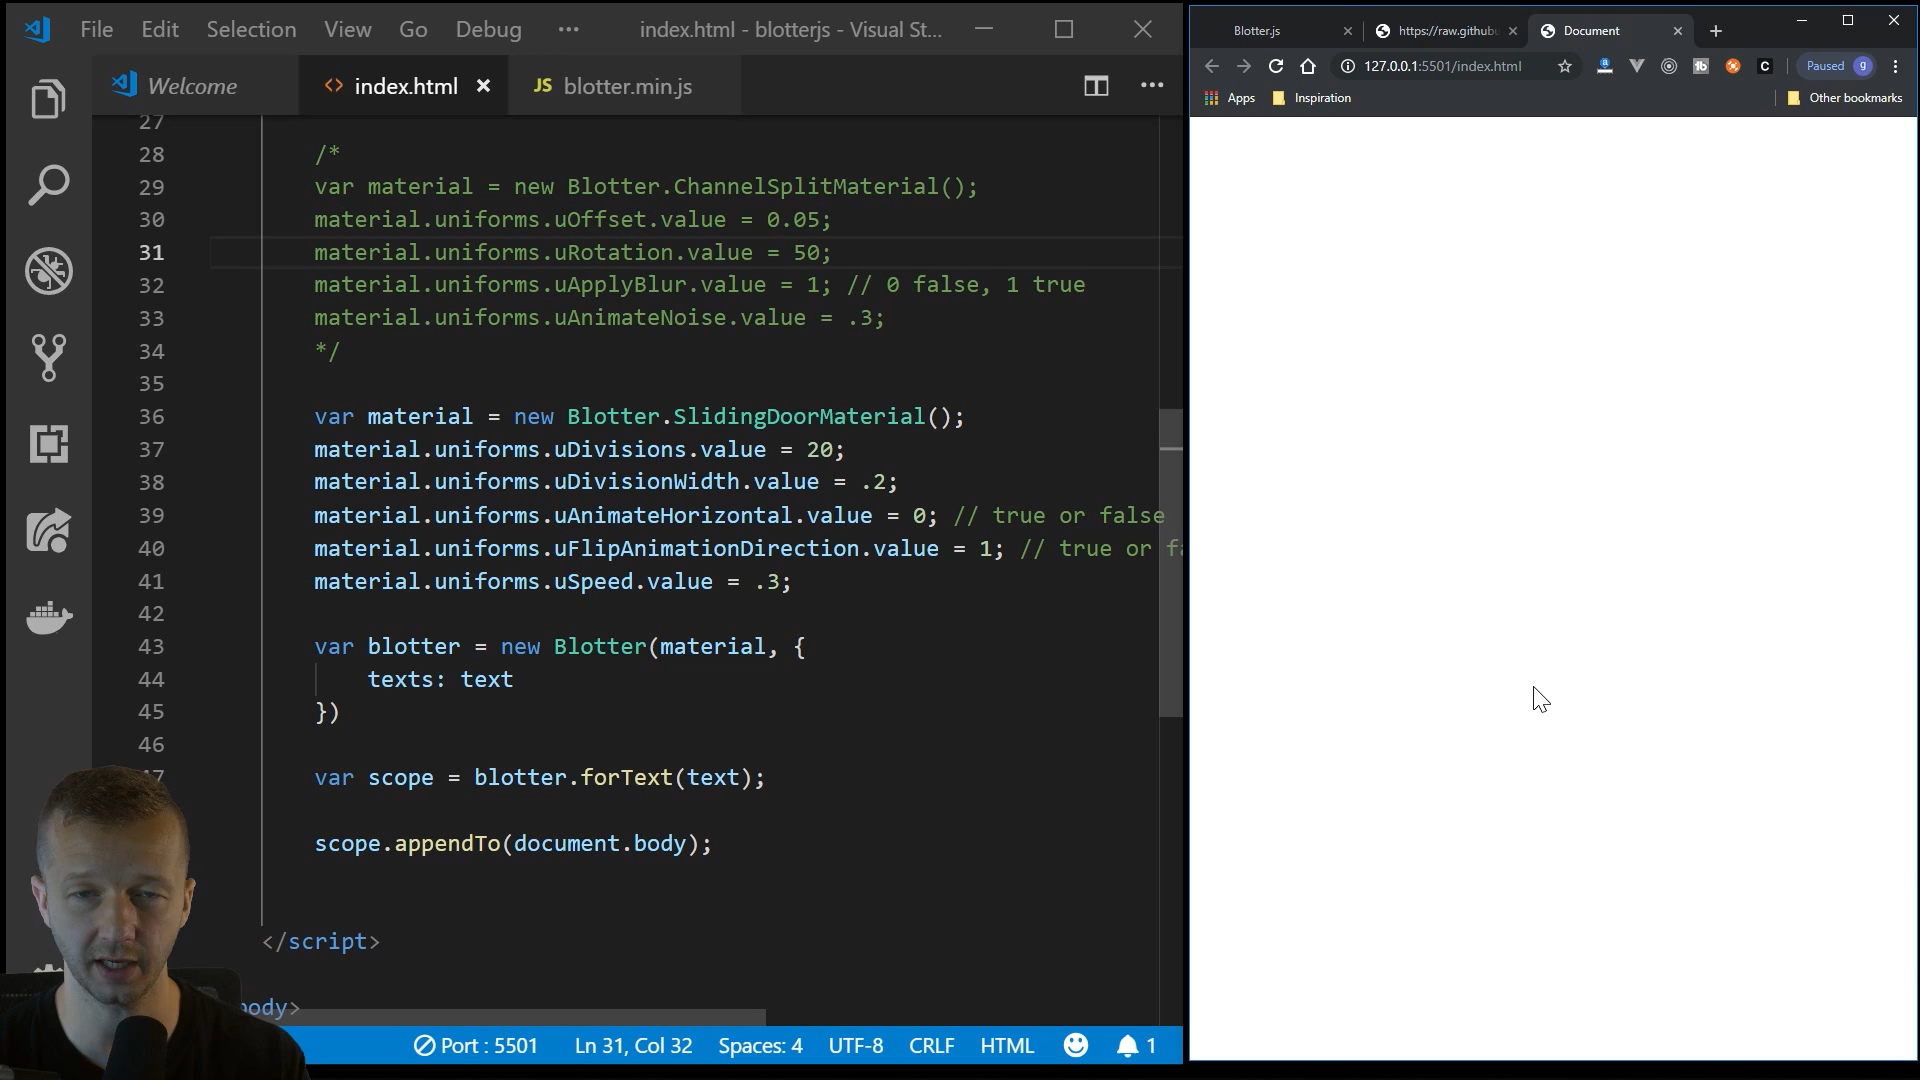 File Edit Selection View Go Debug ··· index.html - blotterjs - Visual St...
Welcome index.html JS blotter.min.js
27
28 /*
29 var material = new Blotter.ChannelSplitMaterial();
30 material.uniforms.uOffset.value = 0.05;
31 material.uniforms.uRotation.value = 50;
32 material.uniforms.uApplyBlur.value = 1; // 0 false, 1 true
33 material.uniforms.uAnimateNoise.value = .3;
34 */
35
36 var material = new Blotter.SlidingDoorMaterial();
37 material.uniforms.uDivisions.value = 20;
38 material.uniforms.uDivisionWidth.value = .2;
39 material.uniforms.uAnimateHorizontal.value = 0; // true or false
40 material.uniforms.uFlipAnimationDirection.value = 1; // true or fa
41 material.uniforms.uSpeed.value = .3;
42
43 var blotter = new Blotter(material, {
44 texts: text
45 })
46
47 var scope = blotter.forText(text);
scope.appendTo(document.body);
</script>
body>
Port : 5501 Ln 31, Col 32 Spaces: 4 UTF-8 CRLF HTML 1
Blotter.js https://raw.githubu Document
127.0.0.1:5501/index.html Paused g
Apps Inspiration Other bookmarks